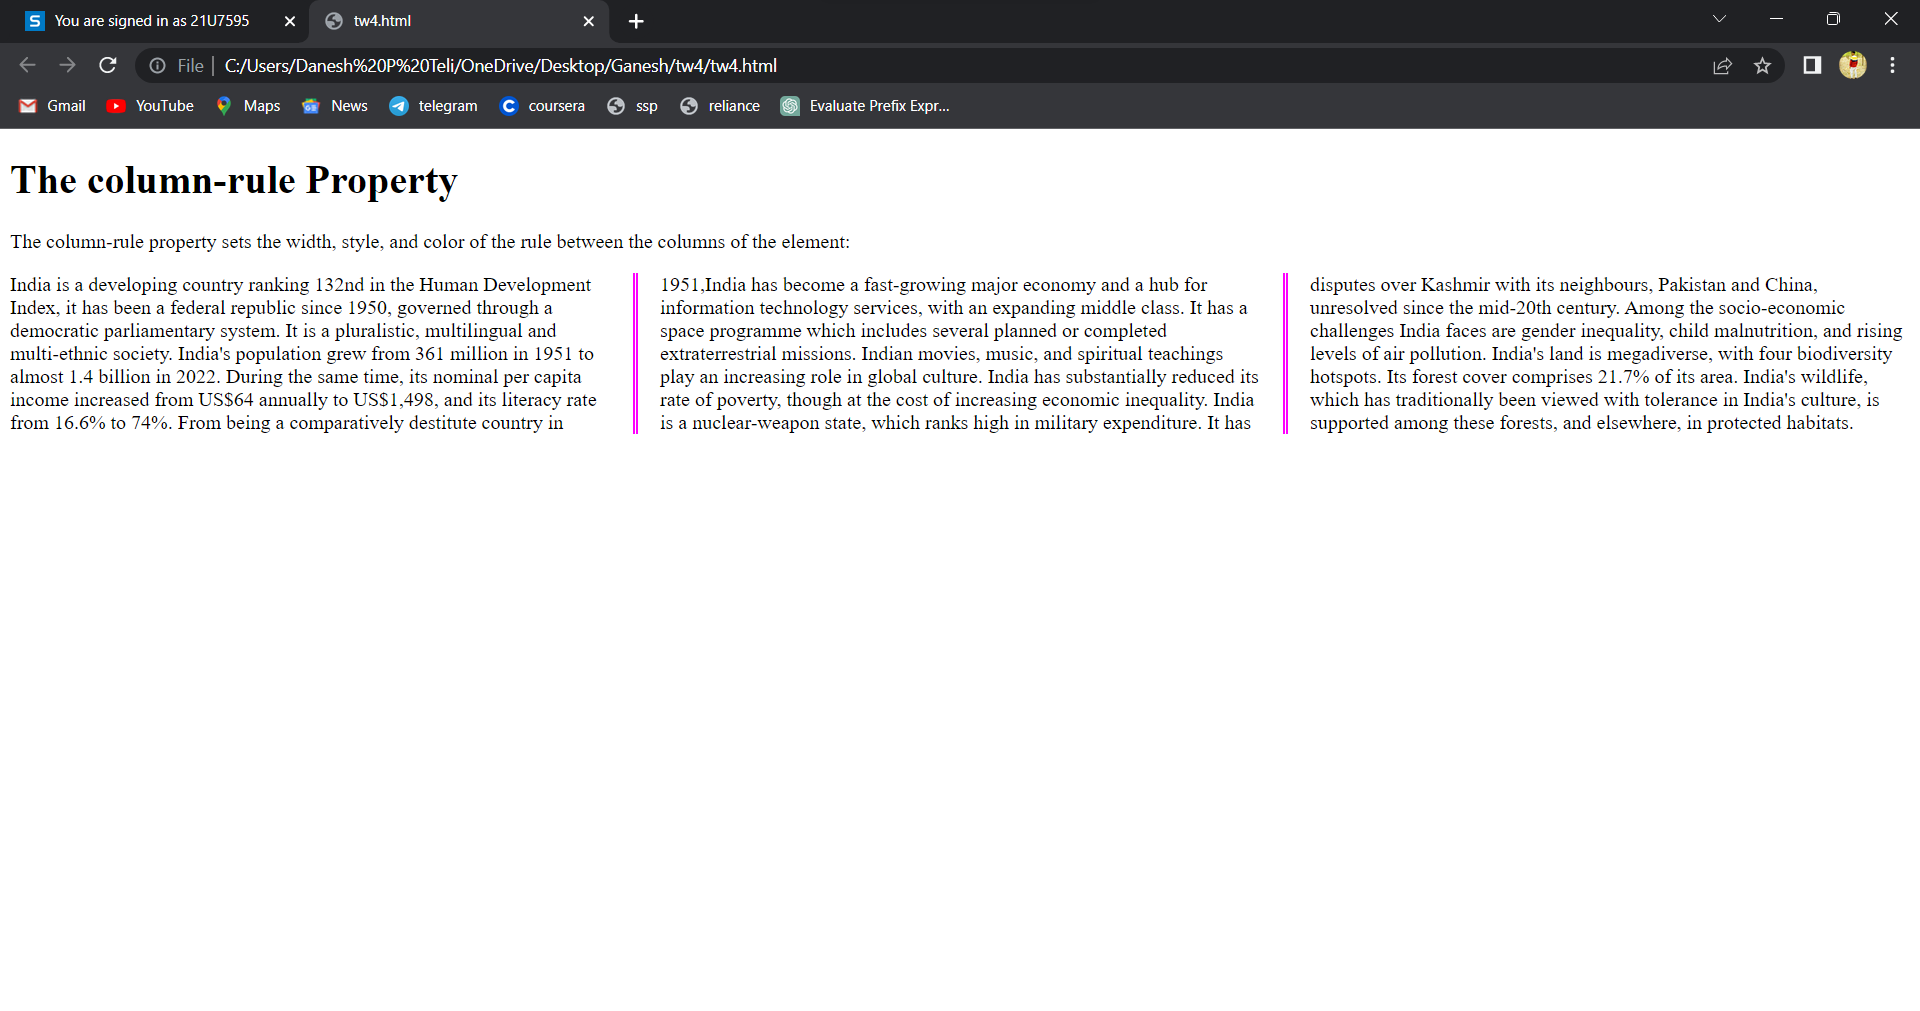 You are signed in as 21U7595
tw4.html
File
C:/Users/Danesh%20P%20Teli/OneDrive/Desktop/Ganesh/tw4/tw4.html
Gmail
YouTube
Maps
News
telegram
coursera
ssp
reliance
Evaluate Prefix Expr...
The column-rule Property
The column-rule property sets the width, style, and color of the rule between the columns of the element:
India is a developing country ranking 132nd in the Human Development
Index, it has been a federal republic since 1950, governed through a
democratic parliamentary system. It is a pluralistic, multilingual and
multi-ethnic society. India's population grew from 361 million in 1951 to
almost 1.4 billion in 2022. During the same time, its nominal per capita
income increased from US$64 annually to US$1,498, and its literacy rate
from 16.6% to 74%. From being a comparatively destitute country in
1951,India has become a fast-growing major economy and a hub for
information technology services, with an expanding middle class. It has a
space programme which includes several planned or completed
extraterrestrial missions. Indian movies, music, and spiritual teachings
play an increasing role in global culture. India has substantially reduced its
rate of poverty, though at the cost of increasing economic inequality. India
is a nuclear-weapon state, which ranks high in military expenditure. It has
disputes over Kashmir with its neighbours, Pakistan and China,
unresolved since the mid-20th century. Among the socio-economic
challenges India faces are gender inequality, child malnutrition, and rising
levels of air pollution. India's land is megadiverse, with four biodiversity
hotspots. Its forest cover comprises 21.7% of its area. India's wildlife,
which has traditionally been viewed with tolerance in India's culture, is
supported among these forests, and elsewhere, in protected habitats.